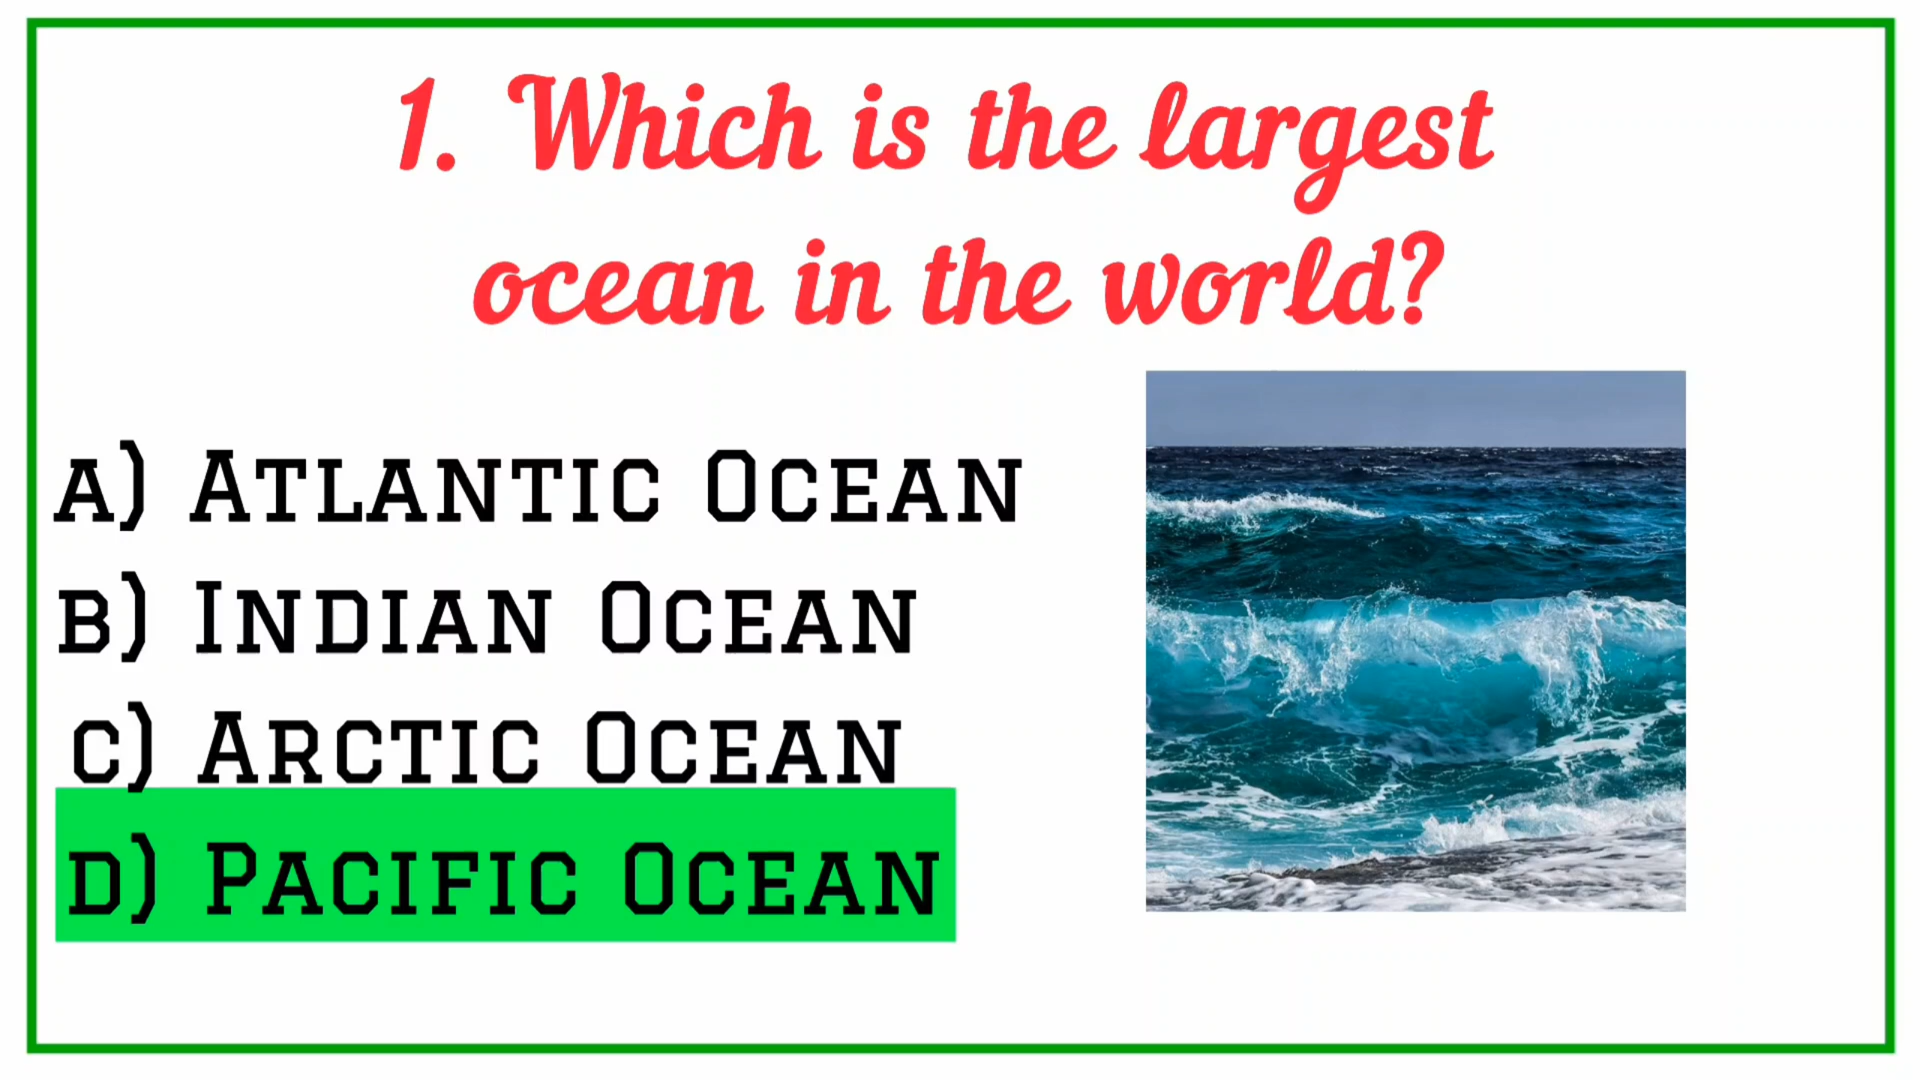 1. Which is the largest
ocean in the world?
A) Atlantic Ocean
B) Indian Ocean
C) Arctic Ocean
D) Pacific Ocean